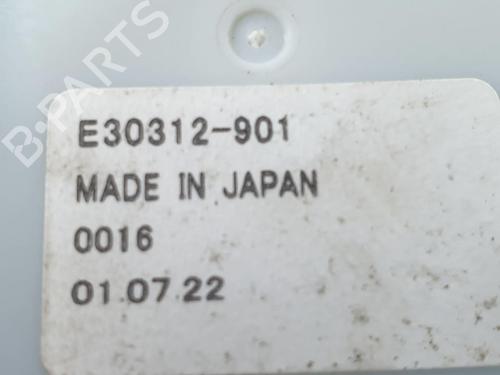 B-PARTS
E30312-901
MADE IN JAPAN
0016
01.07.22